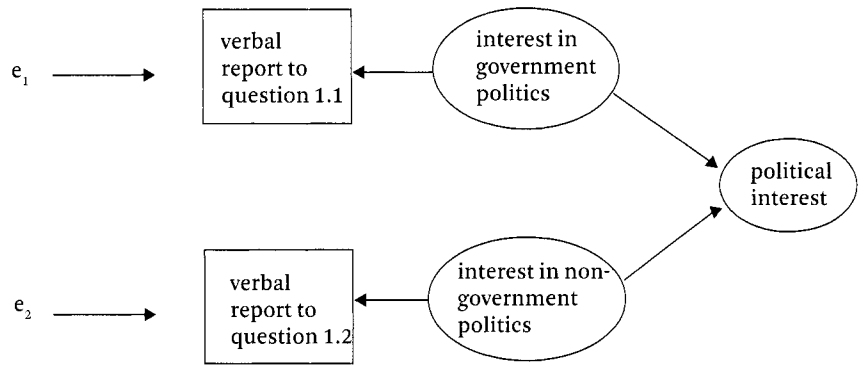 e₁
verbal
report to
question 1.1
interest in
government
politics
political
interest
e₂
verbal
report to
question 1.2
interest in non-
government
politics